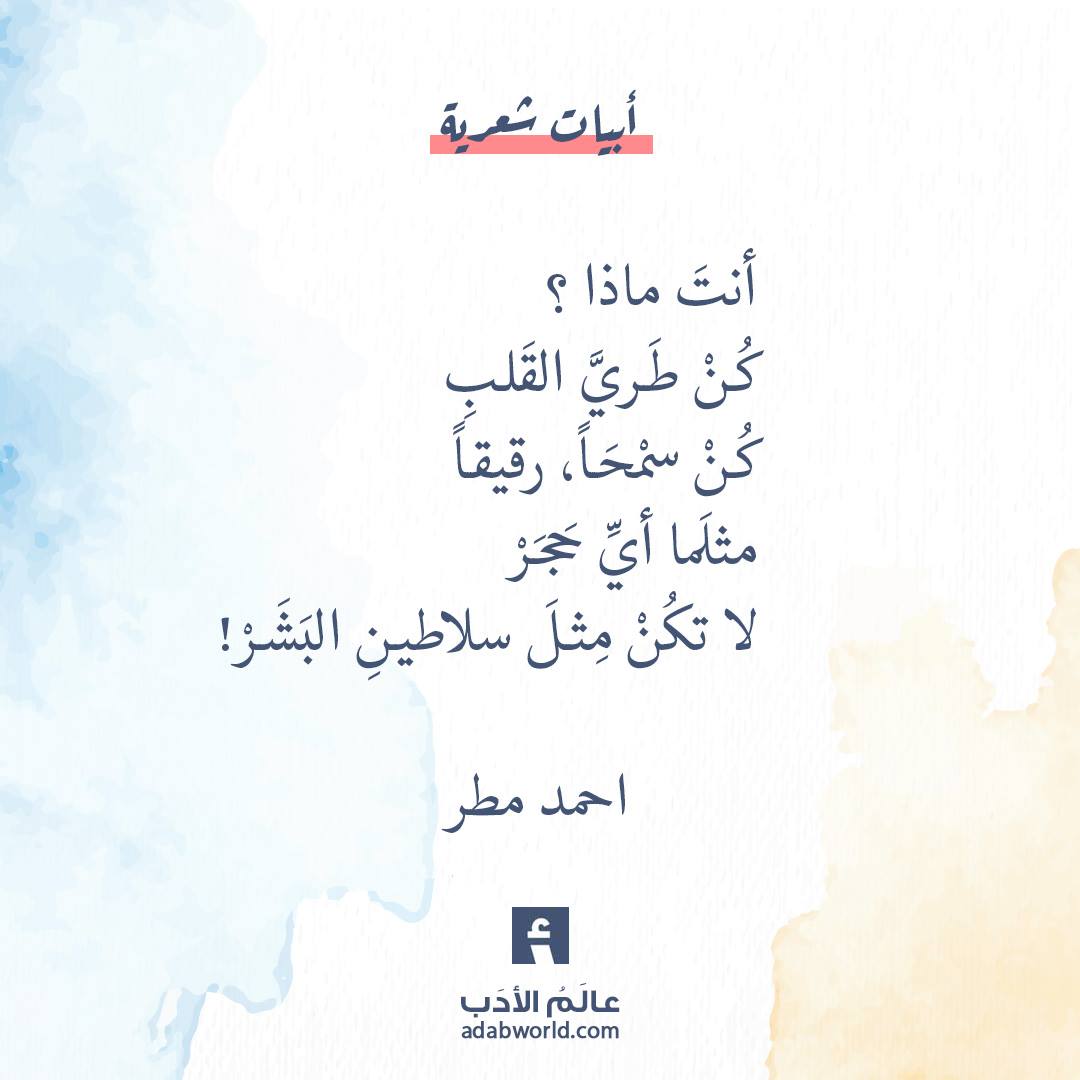 أبيات شعرية
أنتَ ماذا ؟
كُنْ طَريَّ القَلبِ
كُنْ سمْحَاً، رقيقاً
مثلَما أيِّ حَجَرْ
لا تكُنْ مِثلَ سلاطينِ البَشَرْ!
احمد مطر
أ
عالَمُ الأدَب
adabworld.com